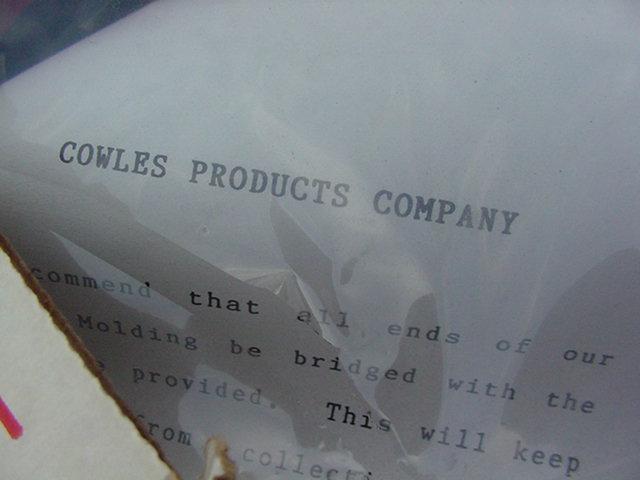 COWLES PRODUCTS COMPANY
commend that all ends of our
Molding be bridged with the
provided. This will keep
from collecti